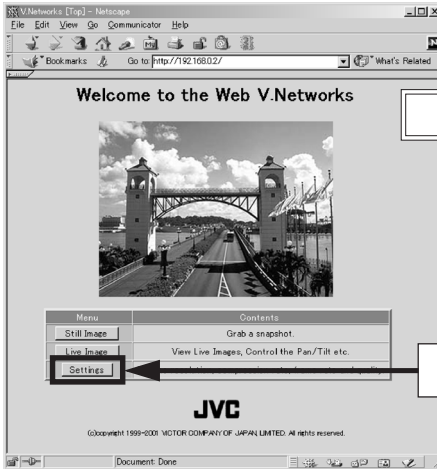 V.Networks [Top] - Netscape
File Edit View Go Communicator Help
Bookmarks Go to: http://192.168.0.2/ What's Related
Welcome to the Web V.Networks
Menu Contents
Still Image Grab a snapshot.
Live Image View Live Images, Control the Pan/Tilt etc.
Settings
JVC
(c)copyright 1999-2001 VICTOR COMPANY OF JAPAN, LIMITED. All rights reserved.
Document: Done